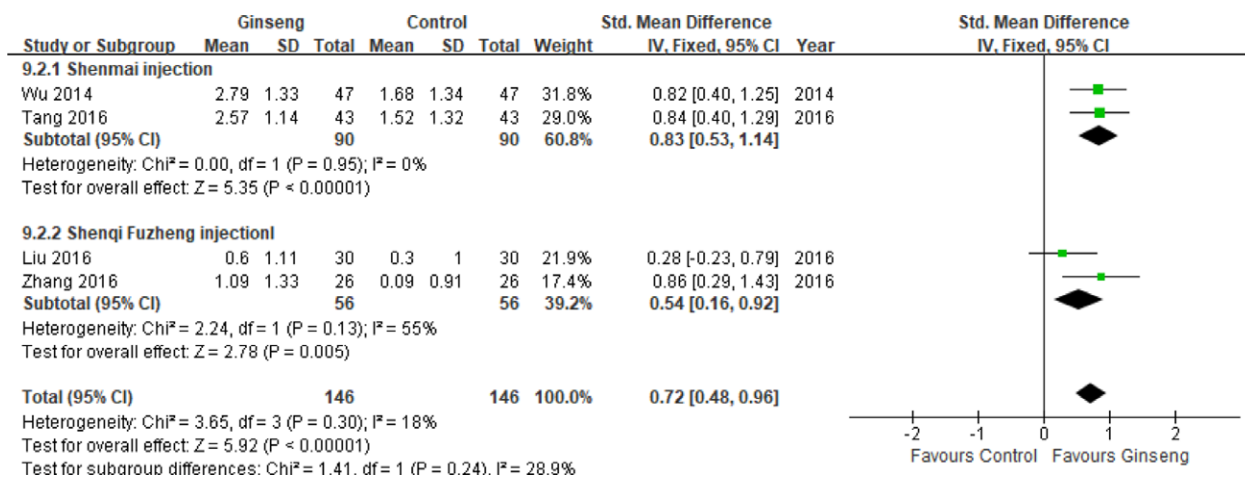 Ginseng Control Std. Mean Difference Std. Mean Difference
Study or Subgroup Mean SD Total Mean SD Total Weight IV, Fixed, 95% CI Year IV, Fixed, 95% CI
9.2.1 Shenmai injection
Wu 2014 2.79 1.33 47 1.68 1.34 47 31.8% 0.82 [0.40, 1.25] 2014
Tang 2016 2.57 1.14 43 1.52 1.32 43 29.0% 0.84 [0.40, 1.29] 2016
Subtotal (95% CI) 90 90 60.8% 0.83 [0.53, 1.14]
Heterogeneity: Chi² = 0.00, df = 1 (P = 0.95); I² = 0%
Test for overall effect: Z = 5.35 (P < 0.00001)
9.2.2 Shenqi Fuzheng injectionl
Liu 2016 0.6 1.11 30 0.3 1 30 21.9% 0.28 [-0.23, 0.79] 2016
Zhang 2016 1.09 1.33 26 0.09 0.91 26 17.4% 0.86 [0.29, 1.43] 2016
Subtotal (95% CI) 56 56 39.2% 0.54 [0.16, 0.92]
Heterogeneity: Chi² = 2.24, df = 1 (P = 0.13); I² = 55%
Test for overall effect: Z = 2.78 (P = 0.005)
Total (95% CI) 146 146 100.0% 0.72 [0.48, 0.96]
Heterogeneity: Chi² = 3.65, df = 3 (P = 0.30); I² = 18%
Test for overall effect: Z = 5.92 (P < 0.00001)
Test for subgroup differences: Chi² = 1.41, df = 1 (P = 0.24), I² = 28.9%
-2 -1 0 1 2
Favours Control Favours Ginseng